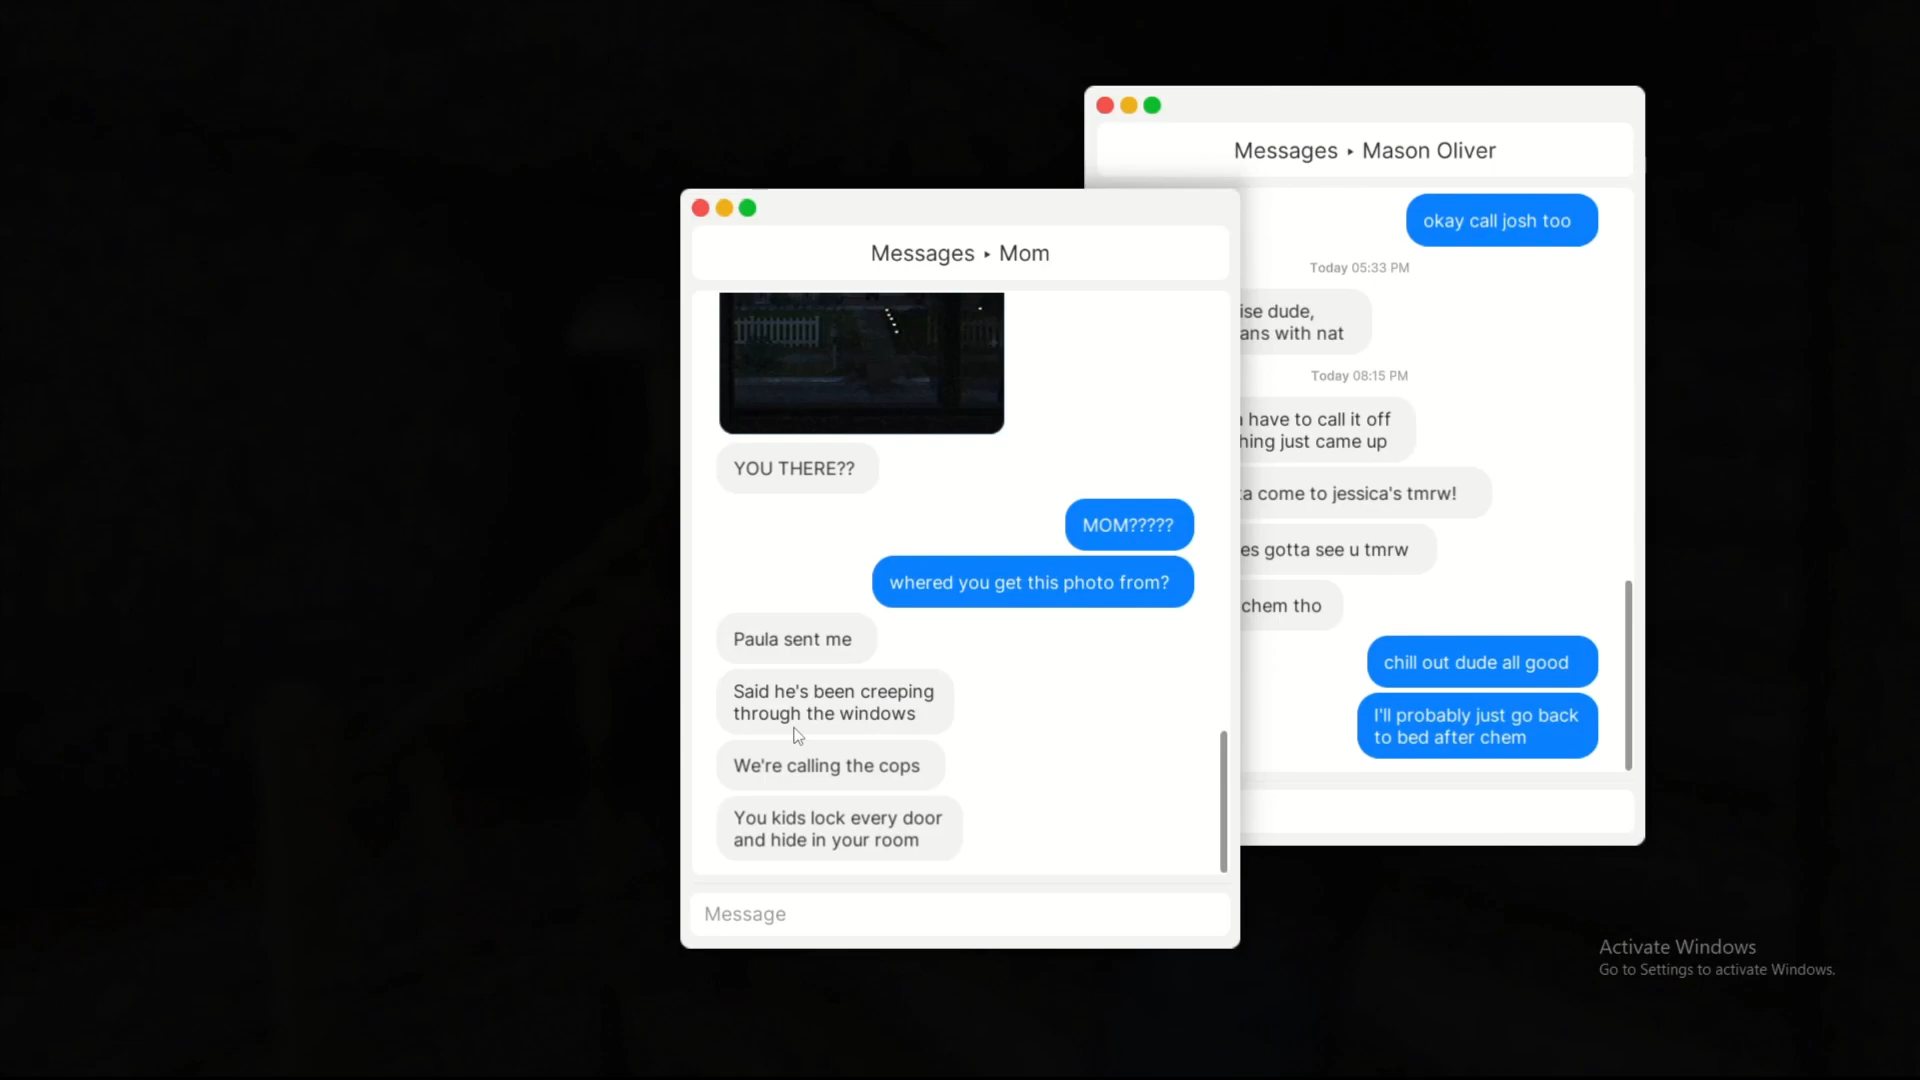 Messages ▸ Mom
YOU THERE??
MOM?????
whered you get this photo from?
Paula sent me
Said he's been creeping
through the windows
We're calling the cops
You kids lock every door
and hide in your room
Message
Messages ▸ Mason Oliver
okay call josh too
Today 05:33 PM
dude,
with nat
Today 08:15 PM
have to call it off
just came up
come to jessica's tmrw!
gotta see u tmrw
chem tho
chill out dude all good
I'll probably just go back
to bed after chem
Activate Windows
Go to Settings to activate Windows.